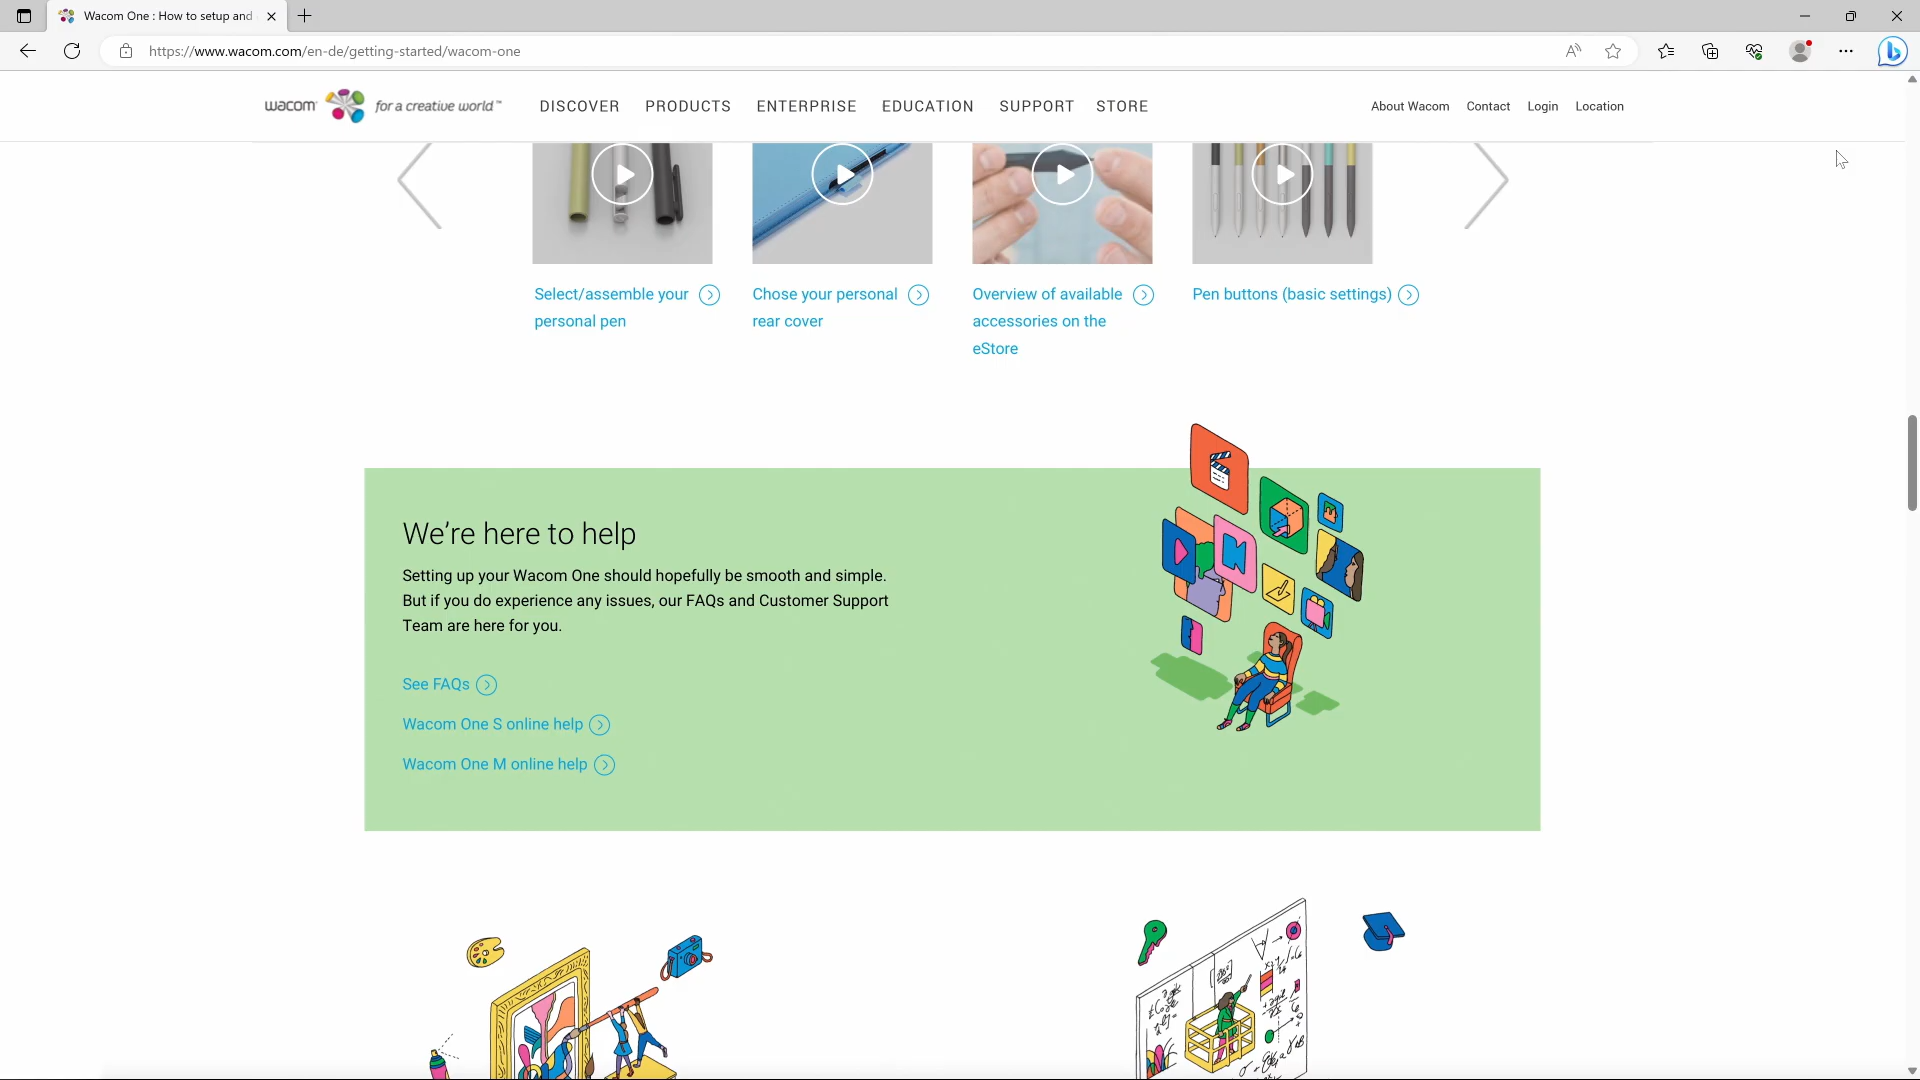 Wacom One : How to setup and
https://www.wacom.com/en-de/getting-started/wacom-one
wacom for a creative world™
DISCOVER PRODUCTS ENTERPRISE EDUCATION SUPPORT STORE
About Wacom Contact Login Location
Select/assemble your
personal pen
Chose your personal
rear cover
Overview of available
accessories on the
eStore
Pen buttons (basic settings)
We're here to help
Setting up your Wacom One should hopefully be smooth and simple.
But if you do experience any issues, our FAQs and Customer Support
Team are here for you.
See FAQs
Wacom One S online help
Wacom One M online help